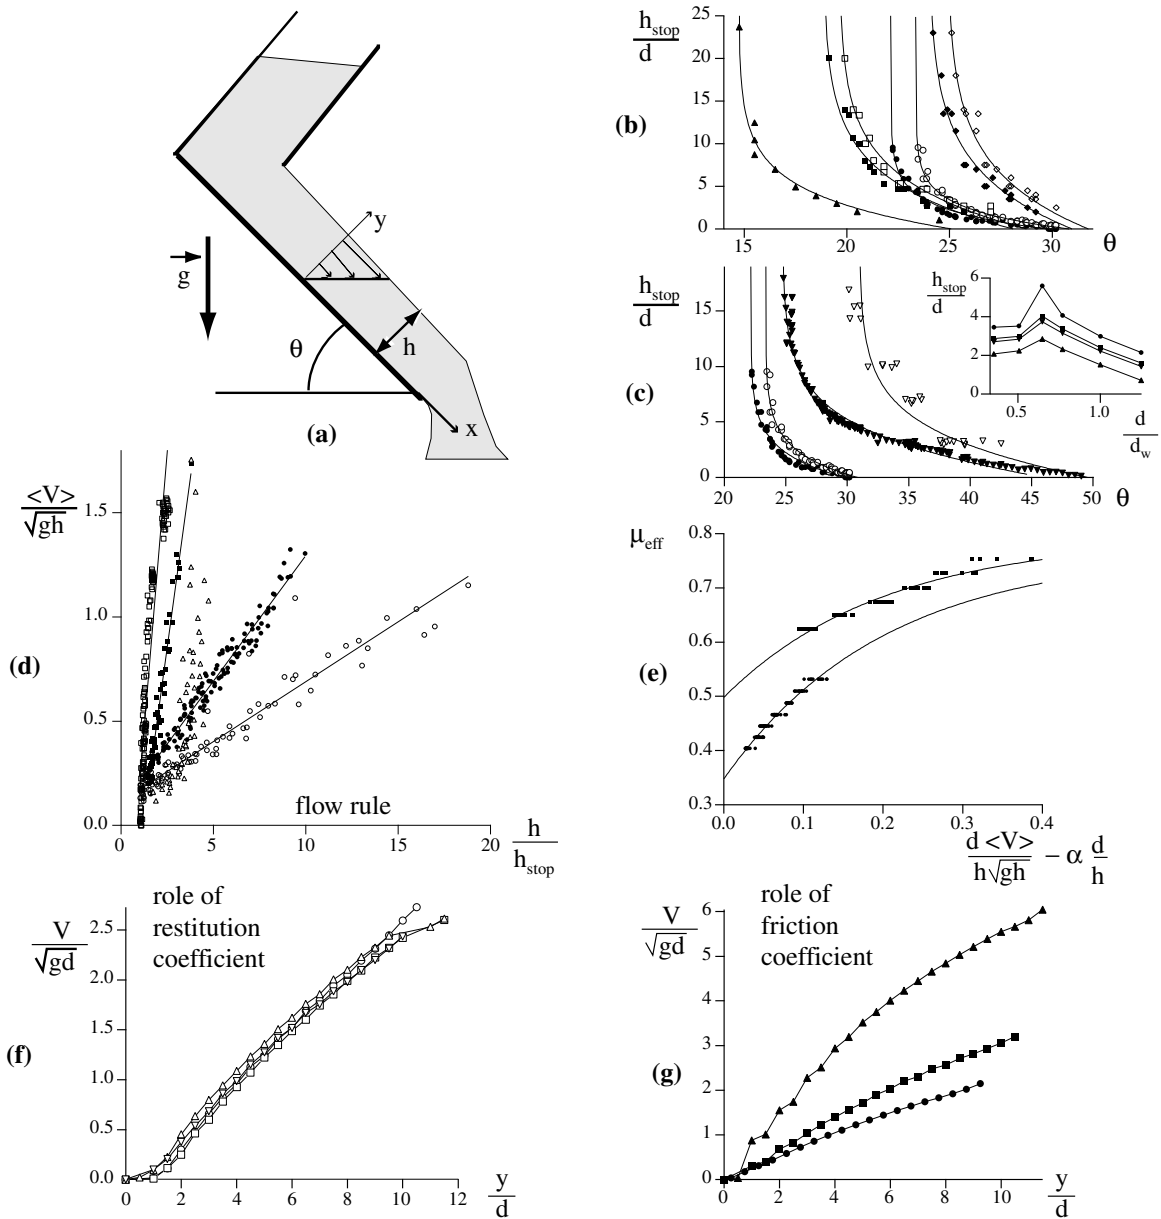 y
g
θ
h
x
(a)
h_stop
d
25
20
15
10
5
0
15
20
25
30
θ
(b)
h_stop
d
15
10
5
0
20
25
30
35
40
45
50
θ
(c)
h_stop
d
6
4
2
0
0.5
1.0
d
d_w
<V>
√gh
1.5
1.0
0.5
0.0
0
5
10
15
20
flow rule
h
h_stop
(d)
μ_eff
0.8
0.7
0.6
0.5
0.4
0.3
0.0
0.1
0.2
0.3
0.4
d <V>
h√gh
− α
d
h
(e)
role of
restitution
coefficient
V
√gd
2.5
2.0
1.5
1.0
0.5
0.0
0
2
4
6
8
10
12
y
d
(f)
role of
friction
coefficient
V
√gd
6
5
4
3
2
1
0
0
2
4
6
8
10
y
d
(g)